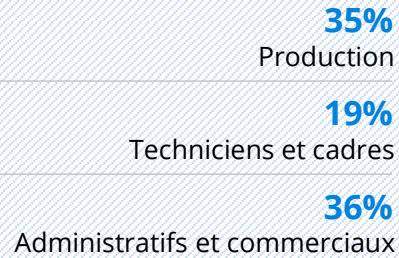 35%
Production
19%
Techniciens et cadres
36%
Administratifs et commerciaux